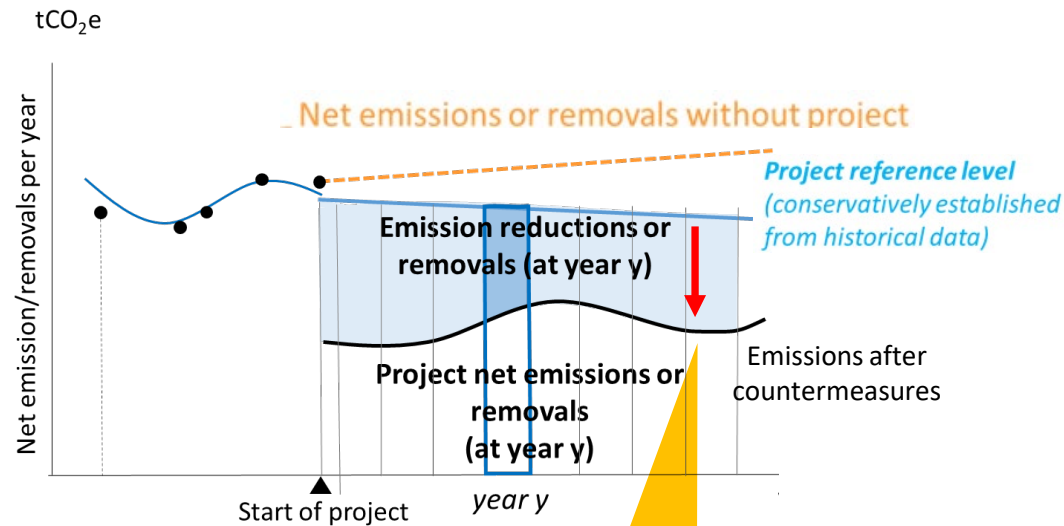 tCO₂e
Net emission/removals per year
Net emissions or removals without project
Project reference level
(conservatively established
from historical data)
Emission reductions or
removals (at year y)
Project net emissions or
removals
(at year y)
Emissions after
countermeasures
Start of project
year y